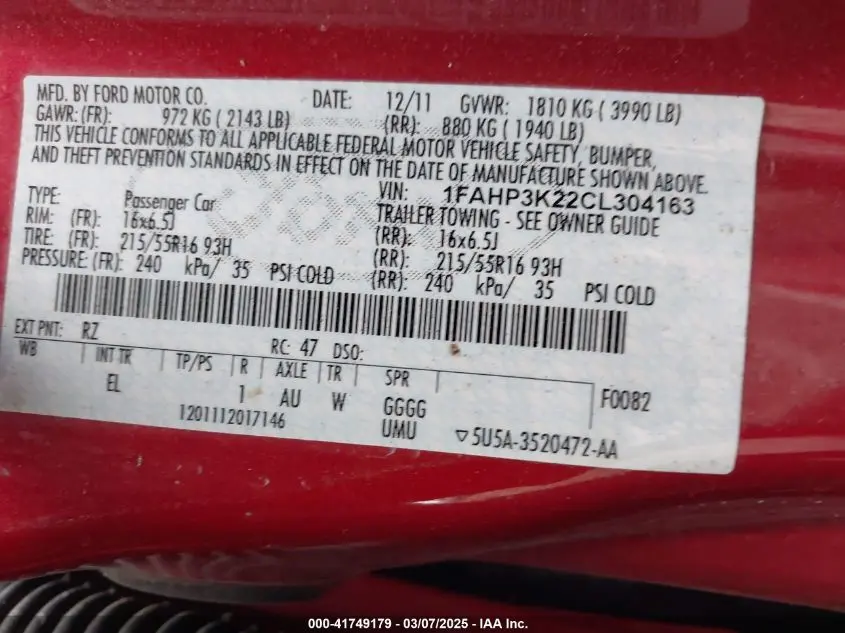 MFD. BY FORD MOTOR CO. DATE: 12/11 GVWR: 1810 KG ( 3990 LB)
GAWR: (FR): 972 KG ( 2143 LB) (RR): 880 KG ( 1940 LB)
THIS VEHICLE CONFORMS TO ALL APPLICABLE FEDERAL MOTOR VEHICLE SAFETY, BUMPER,
AND THEFT PREVENTION STANDARDS IN EFFECT ON THE DATE OF MANUFACTURE SHOWN ABOVE.
VIN: 1FAHP3K22CL304163
TYPE: Passenger Car TRAILER TOWING - SEE OWNER GUIDE
RIM: (FR): 16x6.5J (RR): 16x6.5J
TIRE: (FR): 215/55R16 93H (RR): 215/55R16 93H
PRESSURE: (FR): 240 kPa/ 35 PSI COLD (RR): 240 kPa/ 35 PSI COLD
EXT PNT: RZ RC: 47 DSO:
WB INT TR TP/PS R AXLE TR SPR
EL 1 AU W GGGG F0082
1201112017146 UMU ▽5U5A-3520472-AA
000-41749179 - 03/07/2025 - IAA Inc.